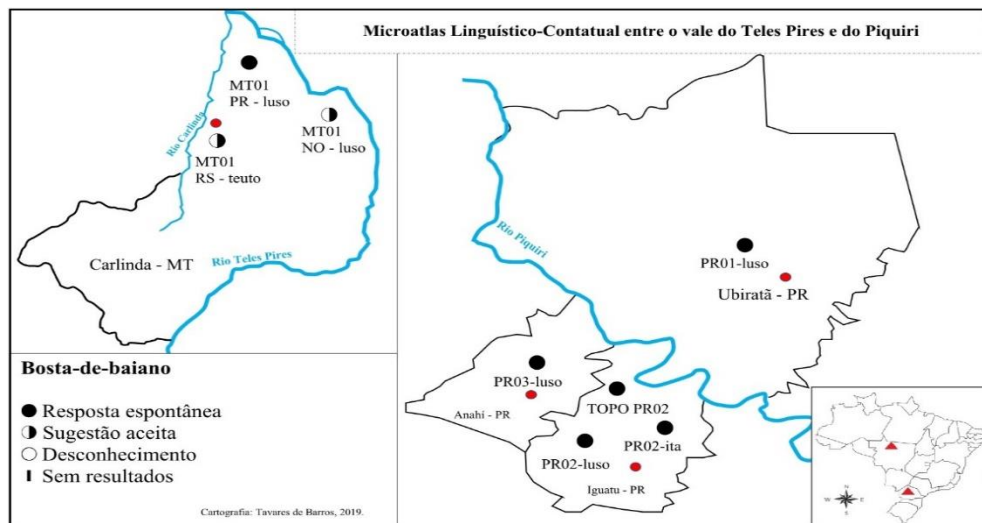 Microatlas Linguístico-Contatual entre o vale do Teles Pires e do Piquiri
MT01
PR - luso
MT01
NO - luso
Rio Carlinda
MT01
RS - teuto
Carlinda - MT
Rio Teles Pires
Rio Piquiri
PR01-luso
Ubiratã - PR
PR03-luso
Anahí - PR
TOPO PR02
PR02-ita
PR02-luso
Iguatu - PR
Bosta-de-baiano
Resposta espontânea
Sugestão aceita
Desconhecimento
Sem resultados
Cartografia: Tavares de Barros, 2019.
N
W E
S